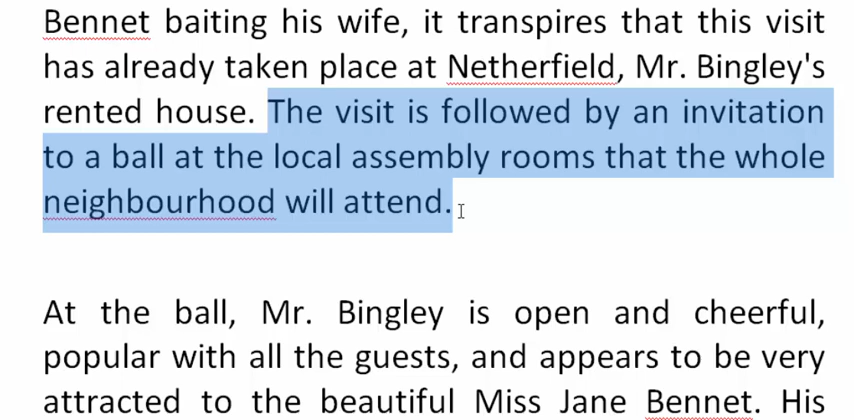 Bennet baiting his wife, it transpires that this visit
has already taken place at Netherfield, Mr. Bingley's
rented house. The visit is followed by an invitation
to a ball at the local assembly rooms that the whole
neighbourhood will attend.
At the ball, Mr. Bingley is open and cheerful,
popular with all the guests, and appears to be very
attracted to the beautiful Miss Jane Bennet. His